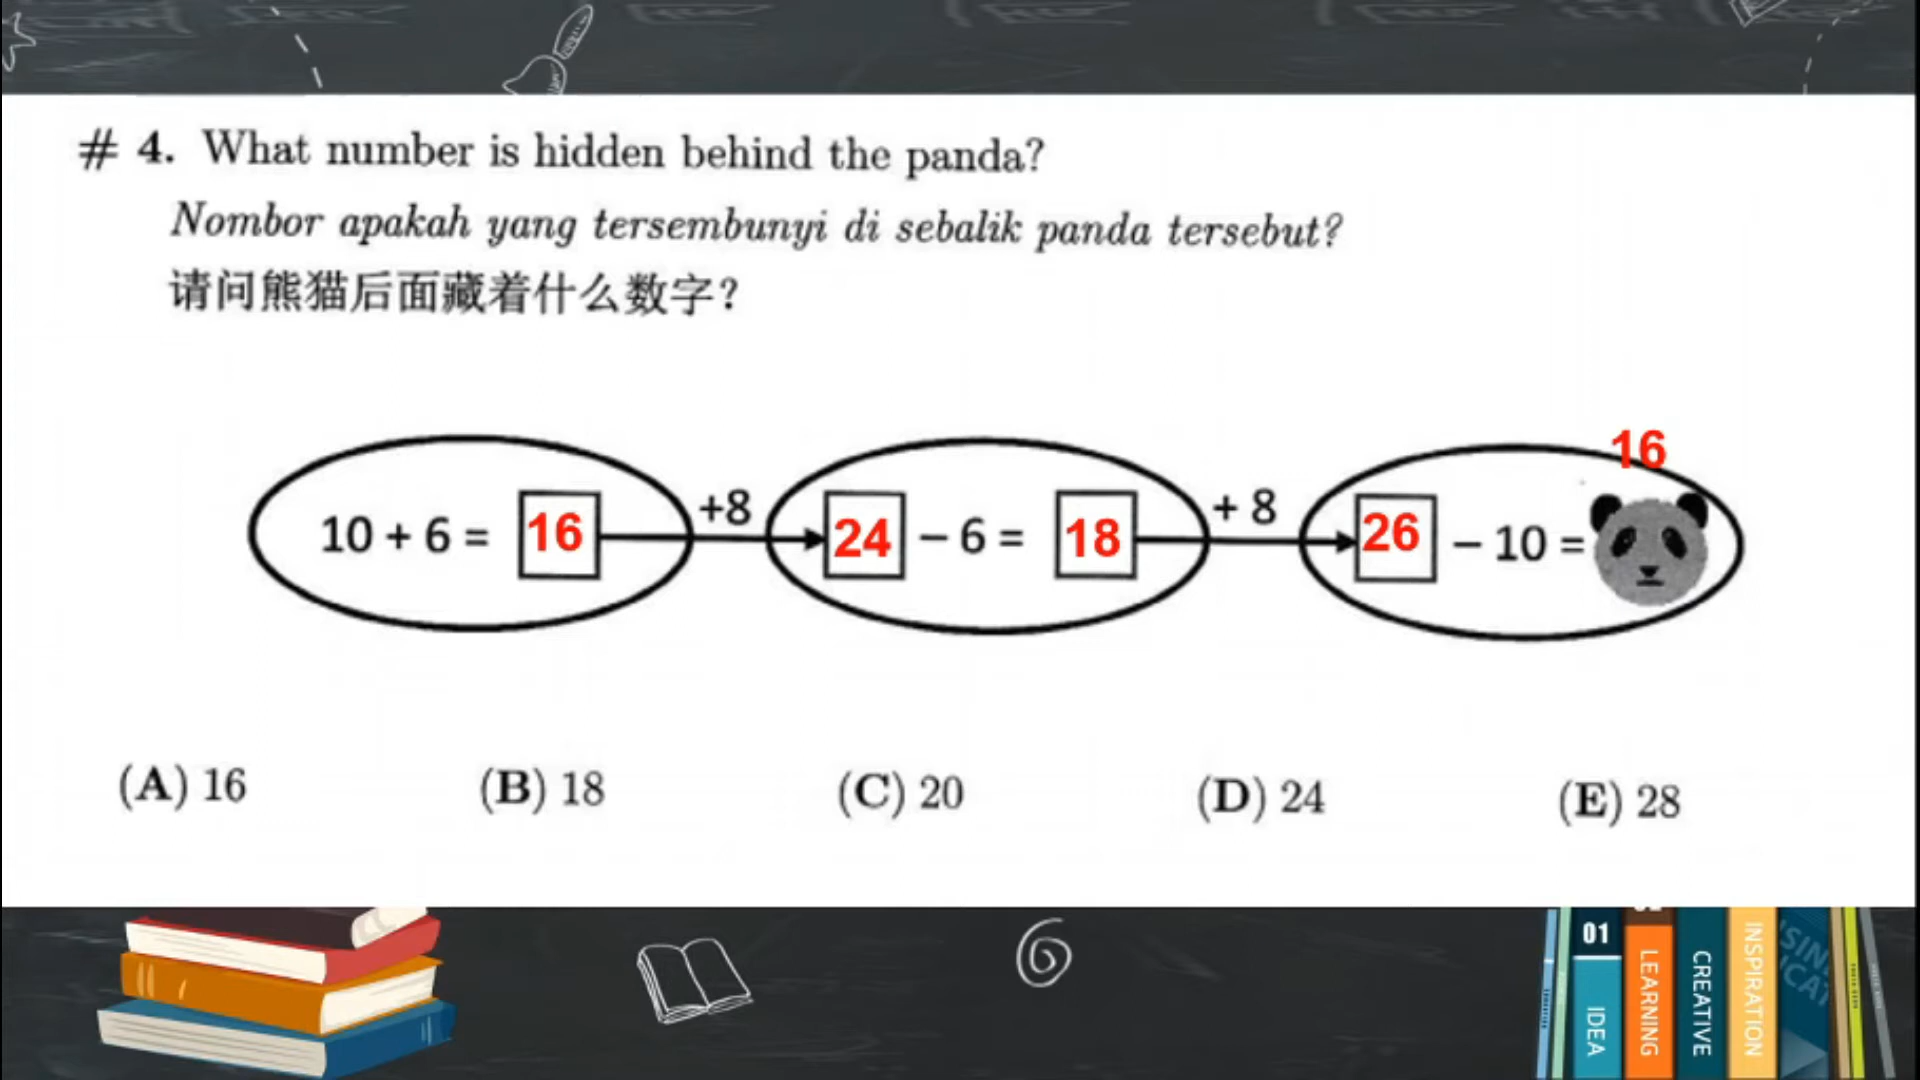 # 4. What number is hidden behind the panda?
Nombor apakah yang tersembunyi di sebalik panda tersebut?
请问熊猫后面藏着什么数字?
16
10 + 6 = 16 +8 24 − 6 = 18 + 8 26 − 10 =
(A) 16 (B) 18 (C) 20 (D) 24 (E) 28
6
01
IDEA
LEARNING
CREATIVE
INSPIRATION